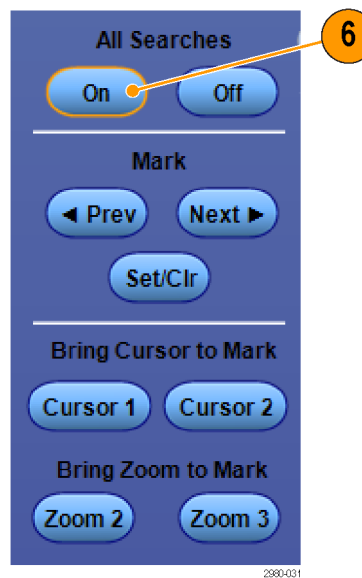 All Searches
6
On Off
Mark
◄ Prev Next ►
Set/Clr
Bring Cursor to Mark
Cursor 1 Cursor 2
Bring Zoom to Mark
Zoom 2 Zoom 3
2980-031